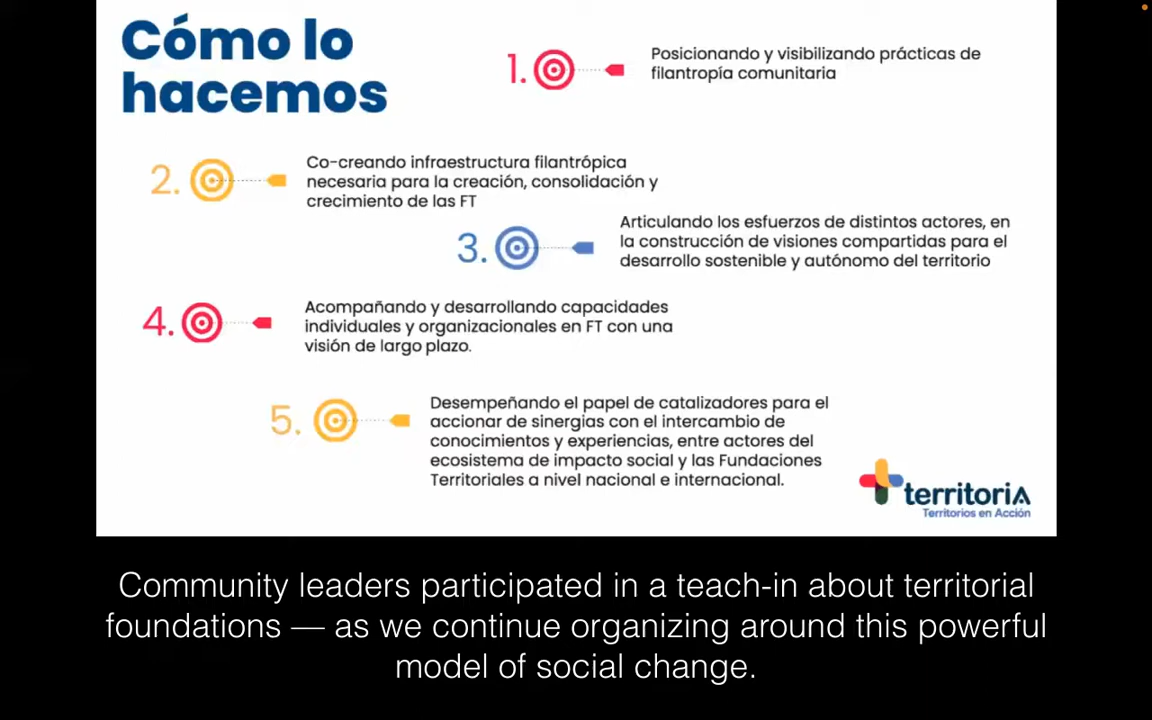 Cómo lo
hacemos
1.
Posicionando y visibilizando prácticas de
filantropía comunitaria
2.
Co-creando infraestructura filantrópica
necesaria para la creación, consolidación y
crecimiento de las FT
3.
Articulando los esfuerzos de distintos actores, en
la construcción de visiones compartidas para el
desarrollo sostenible y autónomo del territorio
4.
Acompañando y desarrollando capacidades
individuales y organizacionales en FT con una
visión de largo plazo.
5.
Desempeñando el papel de catalizadores para el
accionar de sinergias con el intercambio de
conocimientos y experiencias, entre actores del
ecosistema de impacto social y las Fundaciones
Territoriales a nivel nacional e internacional.
territoriA
Territorios en Acción
Community leaders participated in a teach-in about territorial
foundations — as we continue organizing around this powerful
model of social change.